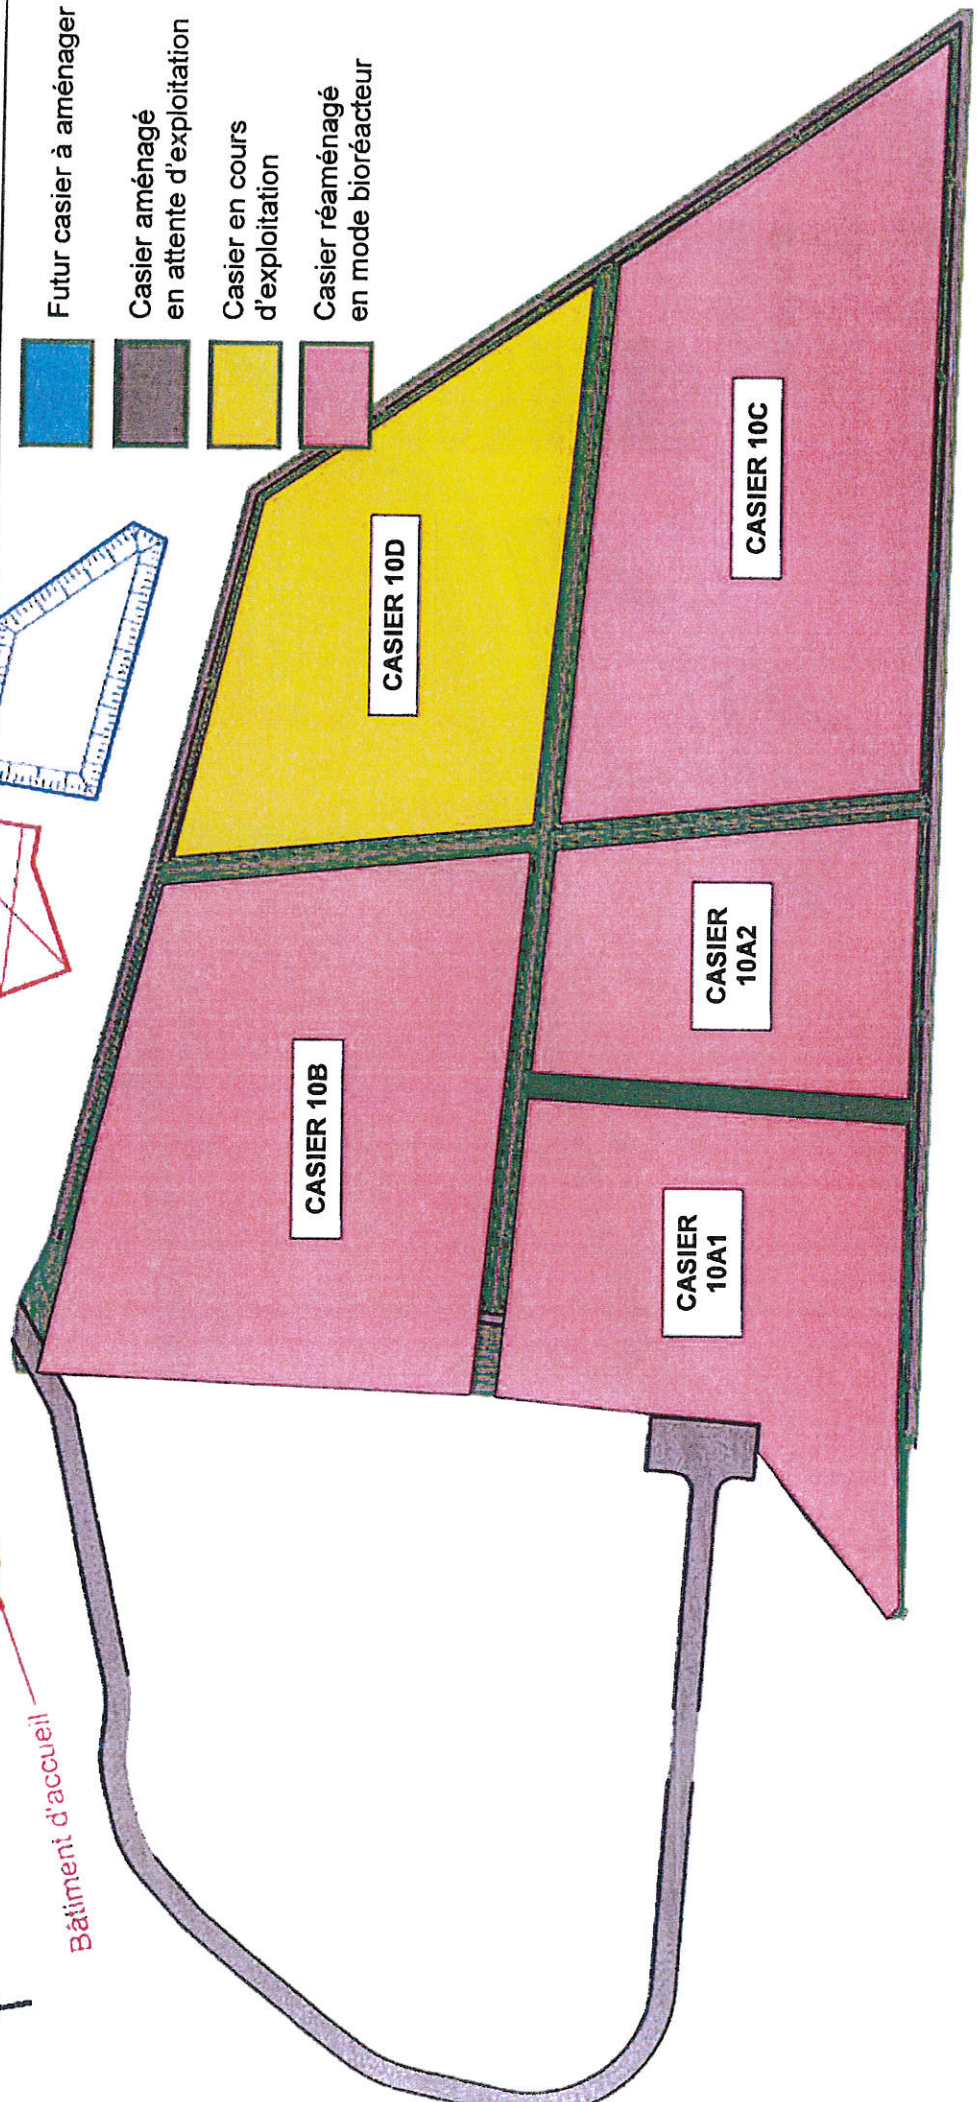 Futur casier à aménager
Casier aménagé
en attente d'exploitation
Casier en cours
d'exploitation
Casier réaménagé
en mode bioréacteur
Bâtiment d'accueil
CASIER 10B
CASIER 10D
CASIER
10A1
CASIER
10A2
CASIER 10C